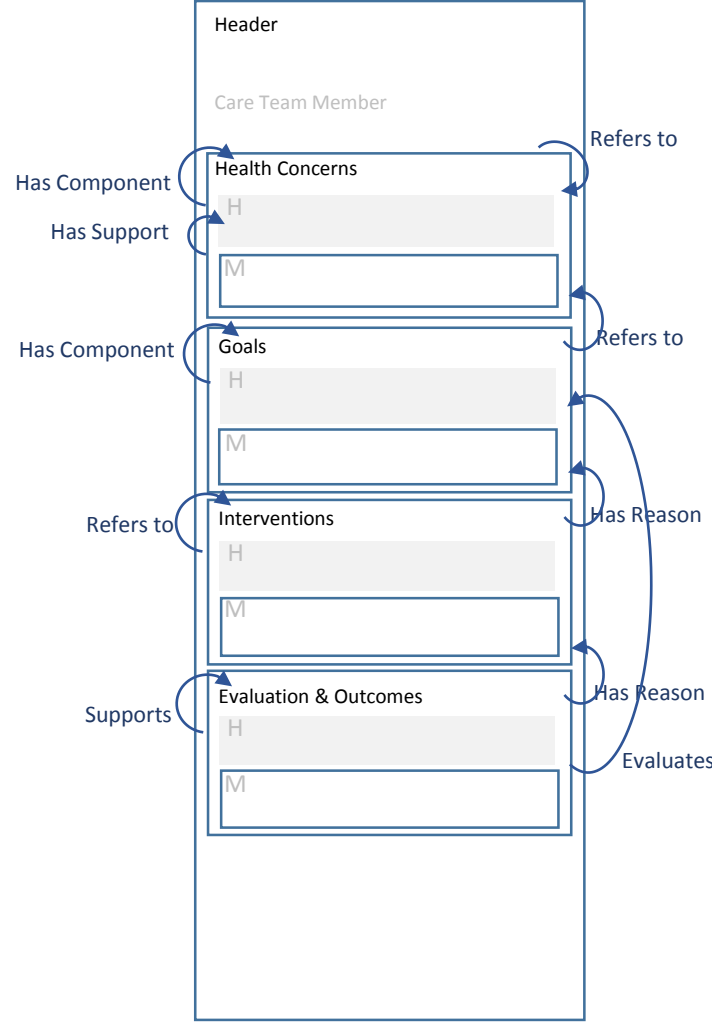 Header
Care Team Member
Refers to
Health Concerns
Has Component
H
Has Support
M
Refers to
Has Component
Goals
H
M
Has Reason
Refers to
Interventions
H
M
Has Reason
Supports
Evaluation & Outcomes
H
Evaluates
M